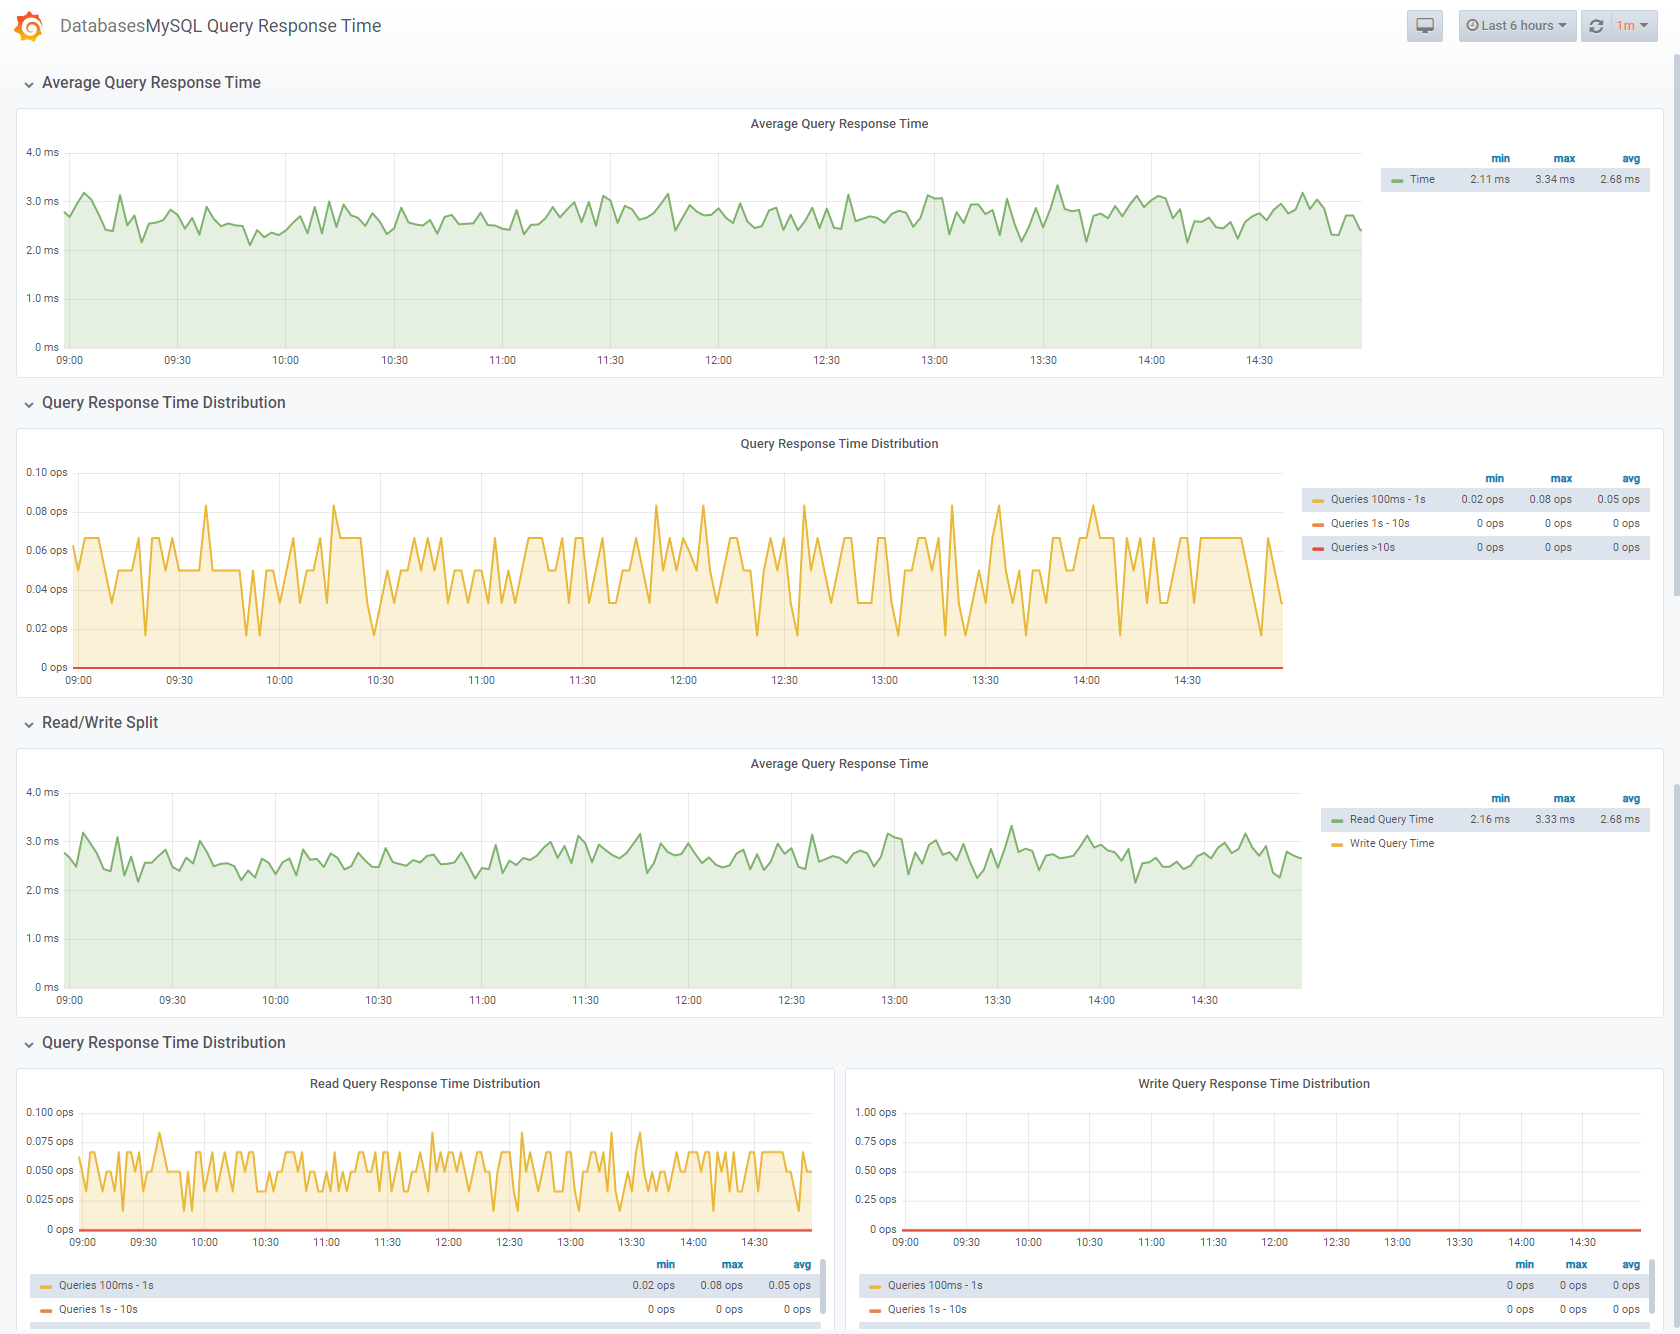 DatabasesMySQL Query Response Time
Last 6 hours
1m
Average Query Response Time
Average Query Response Time
4.0 ms
3.0 ms
2.0 ms
1.0 ms
0 ms
09:00 09:30 10:00 10:30 11:00 11:30 12:00 12:30 13:00 13:30 14:00 14:30
min max avg
Time 2.11 ms 3.34 ms 2.68 ms
Query Response Time Distribution
Query Response Time Distribution
0.10 ops
0.08 ops
0.06 ops
0.04 ops
0.02 ops
0 ops
09:00 09:30 10:00 10:30 11:00 11:30 12:00 12:30 13:00 13:30 14:00 14:30
min max avg
Queries 100ms - 1s 0.02 ops 0.08 ops 0.05 ops
Queries 1s - 10s 0 ops 0 ops 0 ops
Queries >10s 0 ops 0 ops 0 ops
Read/Write Split
Average Query Response Time
4.0 ms
3.0 ms
2.0 ms
1.0 ms
0 ms
09:00 09:30 10:00 10:30 11:00 11:30 12:00 12:30 13:00 13:30 14:00 14:30
min max avg
Read Query Time 2.16 ms 3.33 ms 2.68 ms
Write Query Time
Query Response Time Distribution
Read Query Response Time Distribution
0.100 ops
0.075 ops
0.050 ops
0.025 ops
0 ops
09:00 09:30 10:00 10:30 11:00 11:30 12:00 12:30 13:00 13:30 14:00 14:30
min max avg
Queries 100ms - 1s 0.02 ops 0.08 ops 0.05 ops
Queries 1s - 10s 0 ops 0 ops 0 ops
Write Query Response Time Distribution
1.00 ops
0.75 ops
0.50 ops
0.25 ops
0 ops
09:00 09:30 10:00 10:30 11:00 11:30 12:00 12:30 13:00 13:30 14:00 14:30
min max avg
Queries 100ms - 1s 0 ops 0 ops 0 ops
Queries 1s - 10s 0 ops 0 ops 0 ops